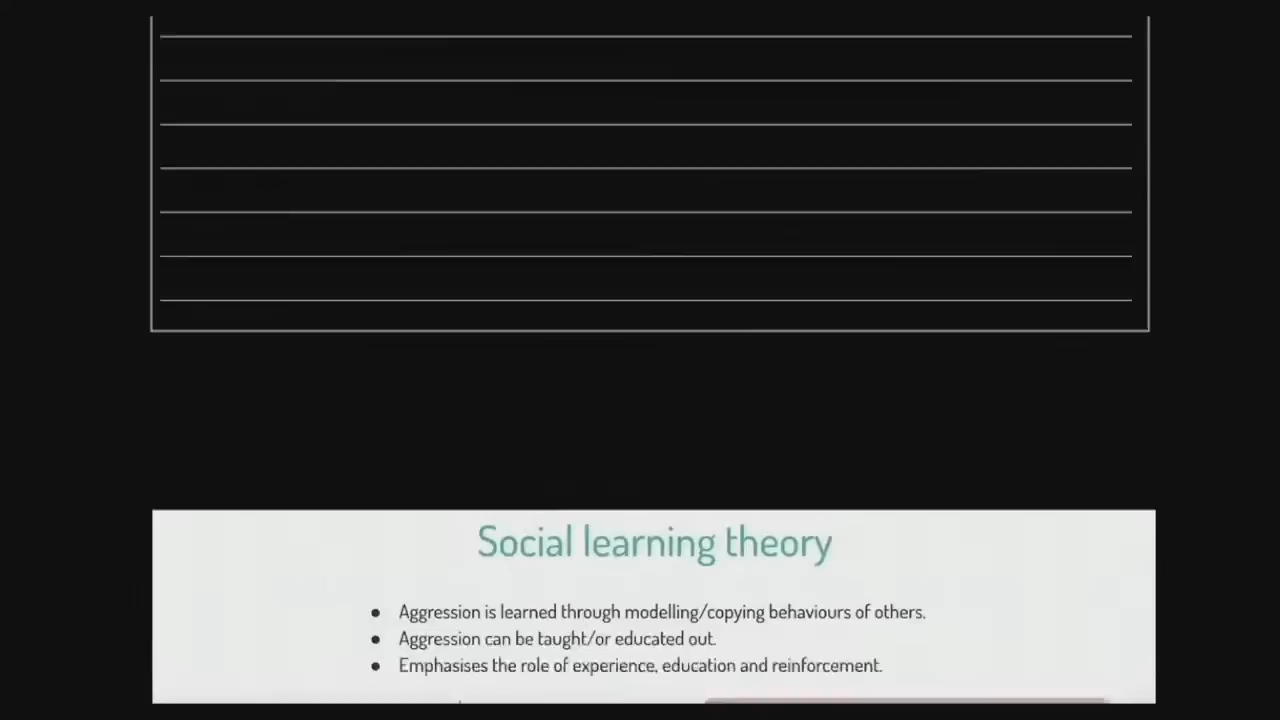 Social learning theory
● Aggression is learned through modelling/copying behaviours of others.
● Aggression can be taught/or educated out.
● Emphasises the role of experience, education and reinforcement.